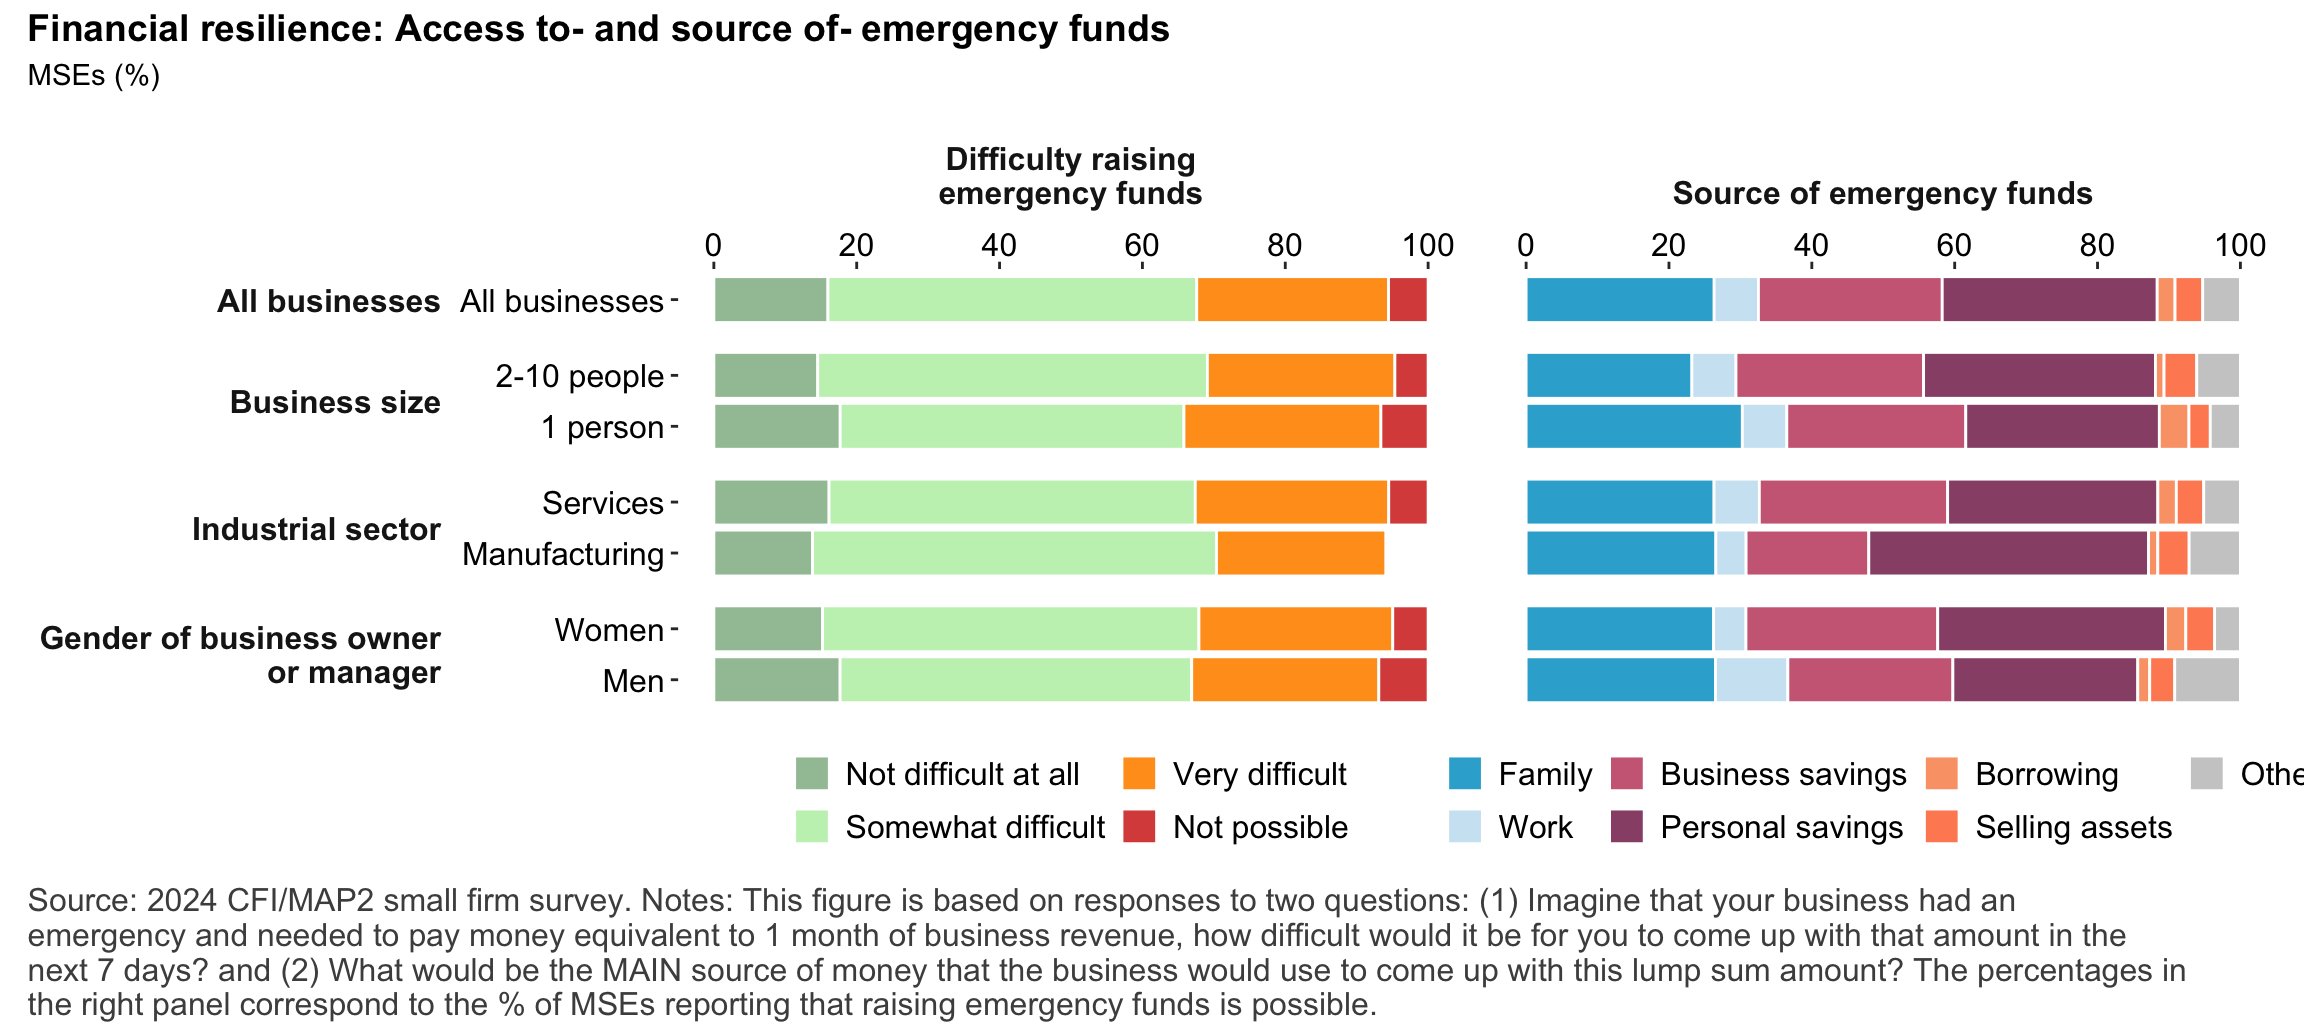 Financial resilience: Access to- and source of- emergency funds
MSEs (%)
Difficulty raising
emergency funds
Source of emergency funds
0 20 40 60 80 100
0 20 40 60 80 100
All businesses
All businesses
Business size
2-10 people
1 person
Industrial sector
Services
Manufacturing
Gender of business owner
or manager
Women
Men
Not difficult at all
Very difficult
Somewhat difficult
Not possible
Family
Business savings
Borrowing
Othe
Work
Personal savings
Selling assets
Source: 2024 CFI/MAP2 small firm survey. Notes: This figure is based on responses to two questions: (1) Imagine that your business had an
emergency and needed to pay money equivalent to 1 month of business revenue, how difficult would it be for you to come up with that amount in the
next 7 days? and (2) What would be the MAIN source of money that the business would use to come up with this lump sum amount? The percentages in
the right panel correspond to the % of MSEs reporting that raising emergency funds is possible.